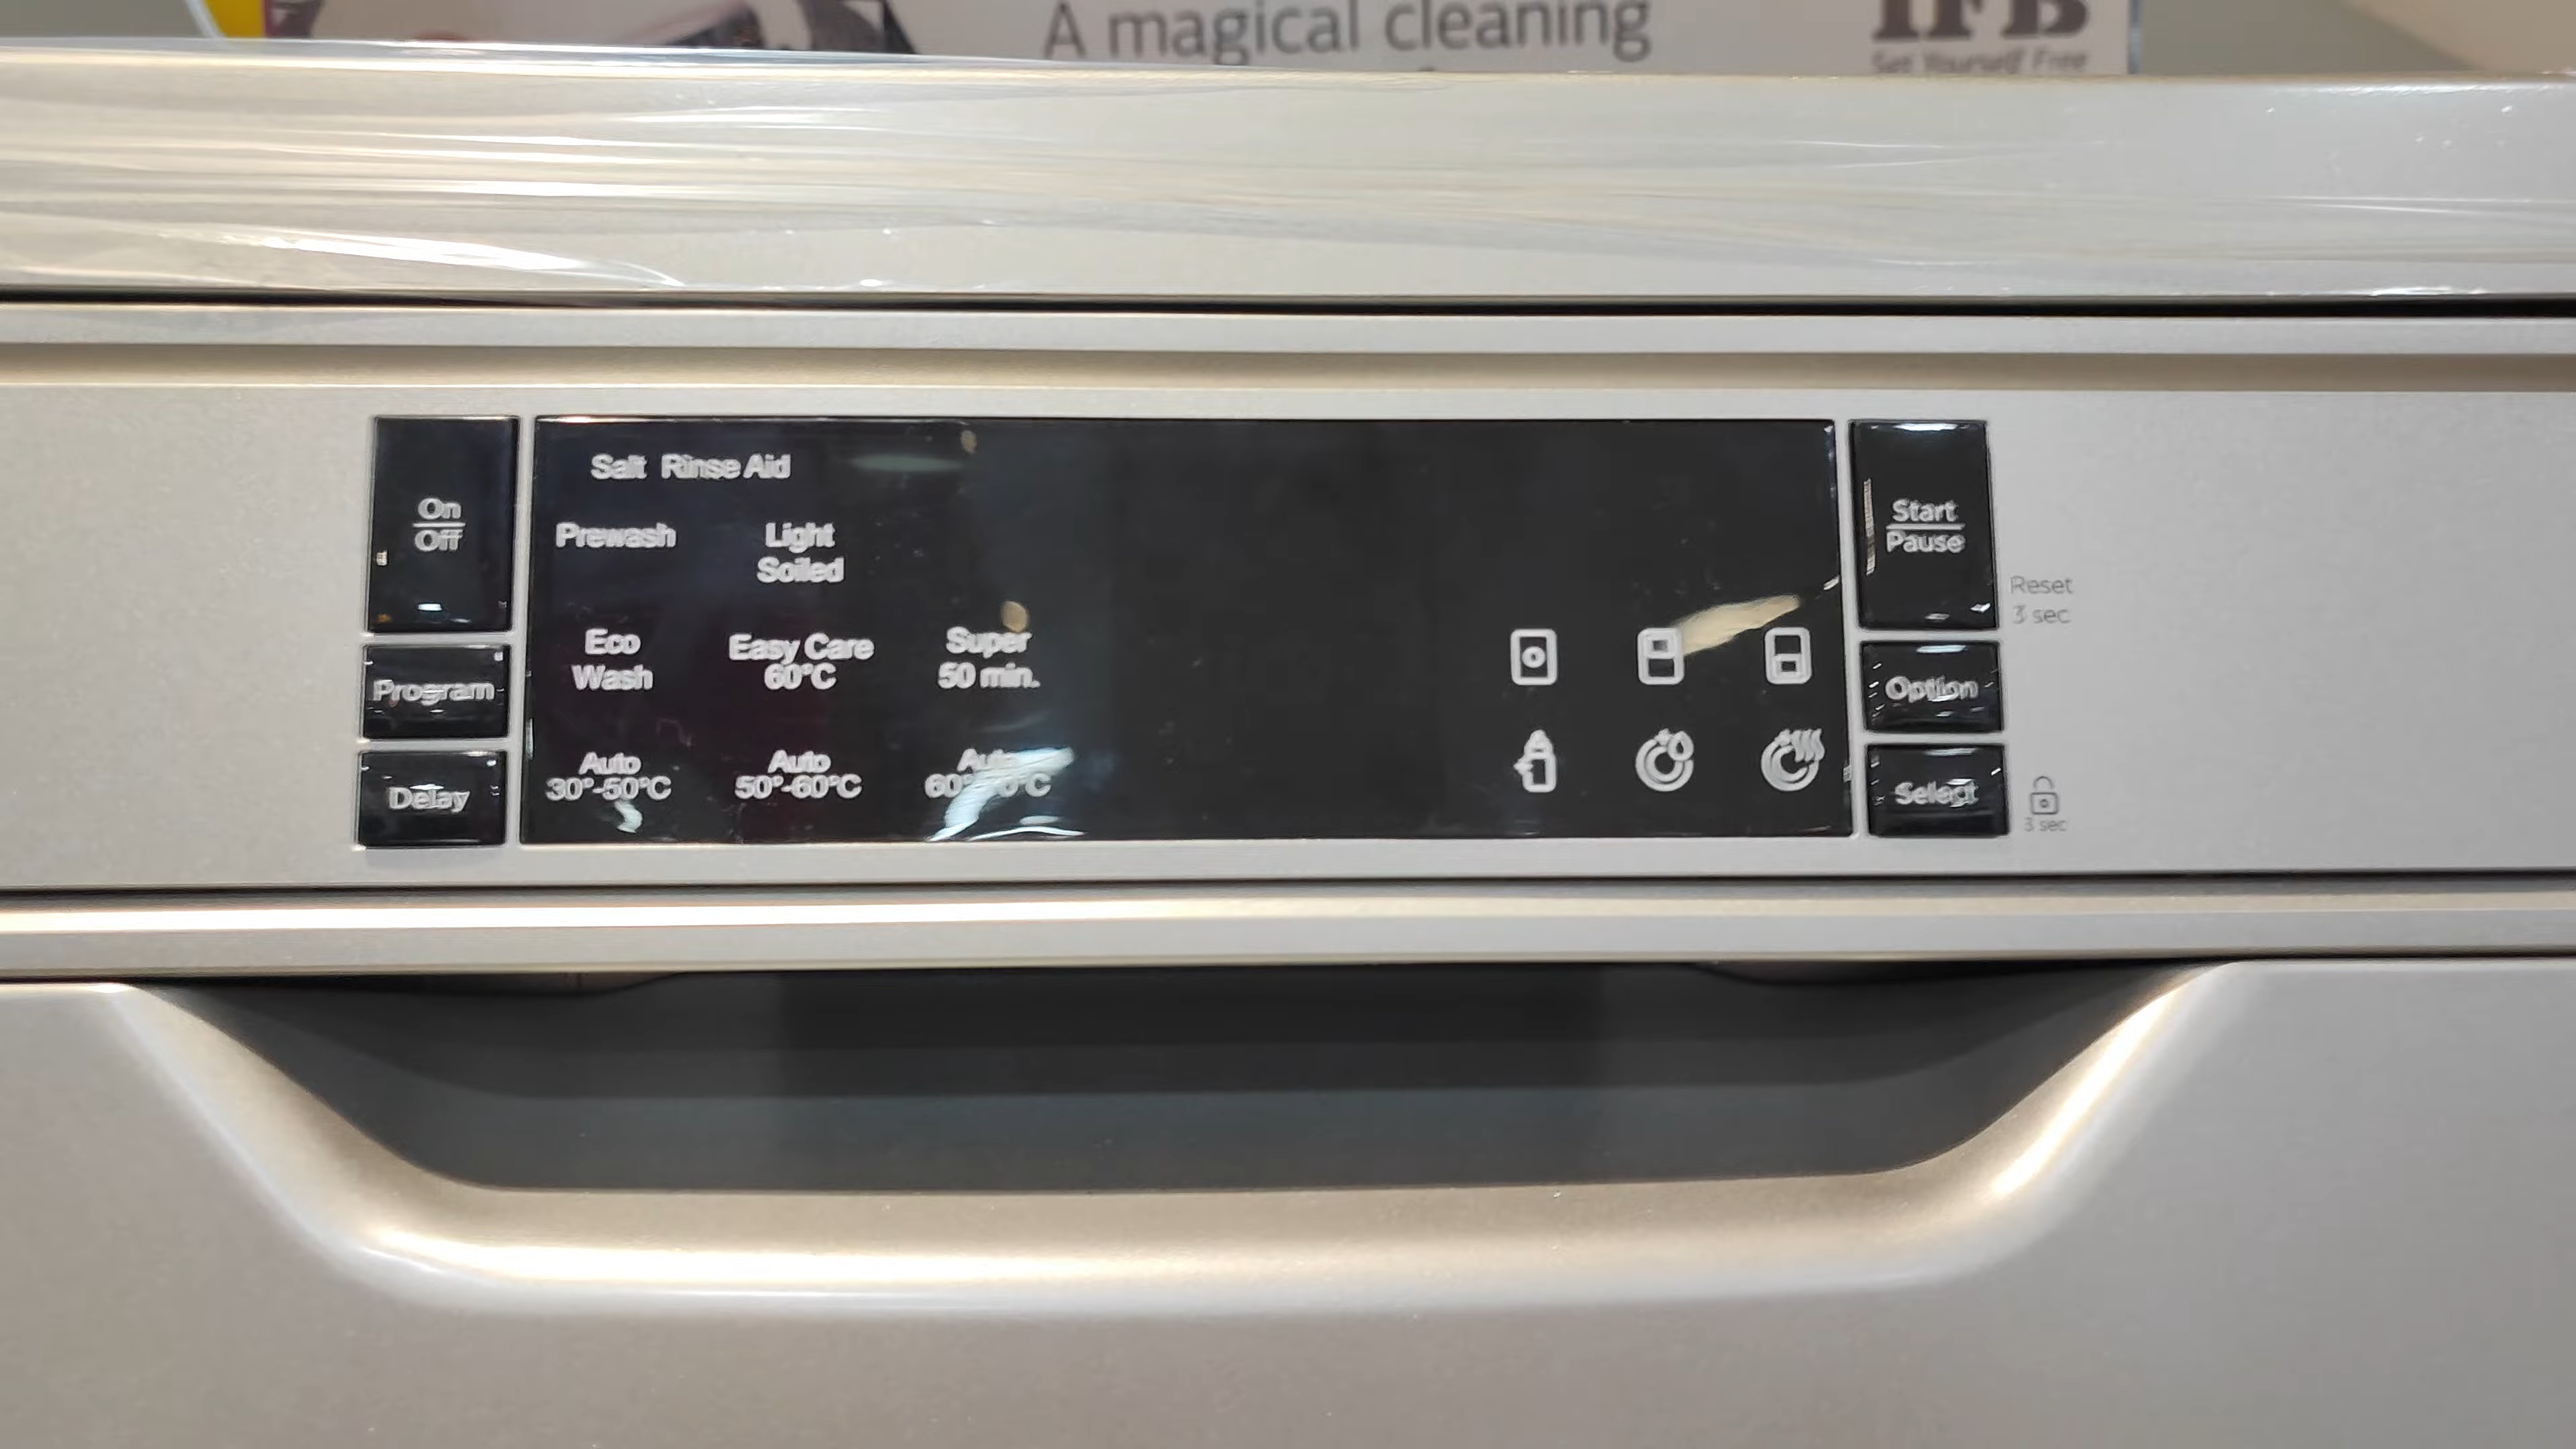 A magical cleaning
IFB
Set Yourself Free
On
Off
Program
Delay
Salt Rinse Aid
Prewash
Light
Soiled
Eco
Wash
Easy Care
60°C
Super
50 min.
Auto
30°-50°C
Auto
50°-60°C
Auto
Start
Pause
Reset
3 sec
Option
Select
3 sec